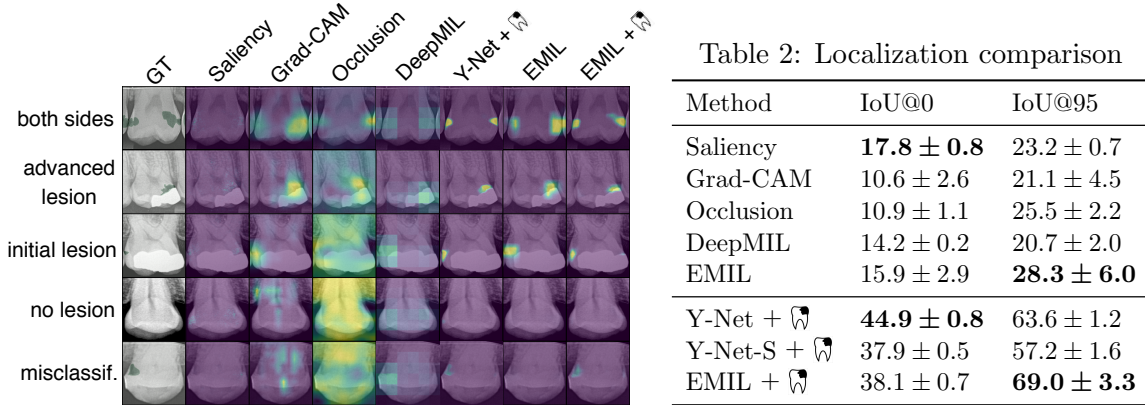 GT Saliency Grad-CAM Occlusion DeepMIL Y-Net + EMIL EMIL +
both sides
advanced
lesion
initial lesion
no lesion
misclassif.
Table 2: Localization comparison
Method IoU@0 IoU@95
Saliency 17.8 ± 0.8 23.2 ± 0.7
Grad-CAM 10.6 ± 2.6 21.1 ± 4.5
Occlusion 10.9 ± 1.1 25.5 ± 2.2
DeepMIL 14.2 ± 0.2 20.7 ± 2.0
EMIL 15.9 ± 2.9 28.3 ± 6.0
Y-Net + 44.9 ± 0.8 63.6 ± 1.2
Y-Net-S + 37.9 ± 0.5 57.2 ± 1.6
EMIL + 38.1 ± 0.7 69.0 ± 3.3